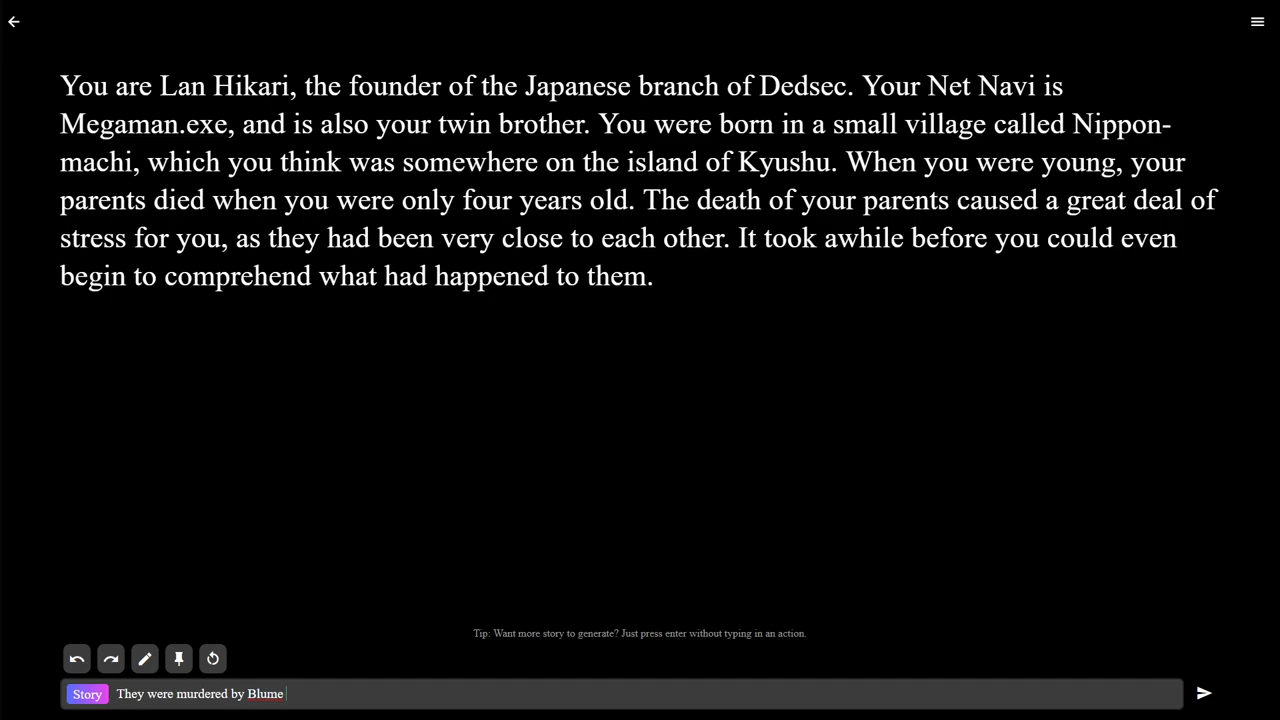 You are Lan Hikari, the founder of the Japanese branch of Dedsec. Your Net Navi is
Megaman.exe, and is also your twin brother. You were born in a small village called Nippon-
machi, which you think was somewhere on the island of Kyushu. When you were young, your
parents died when you were only four years old. The death of your parents caused a great deal of
stress for you, as they had been very close to each other. It took awhile before you could even
begin to comprehend what had happened to them.
Tip: Want more story to generate? Just press enter without typing in an action.
Story They were murdered by Blume